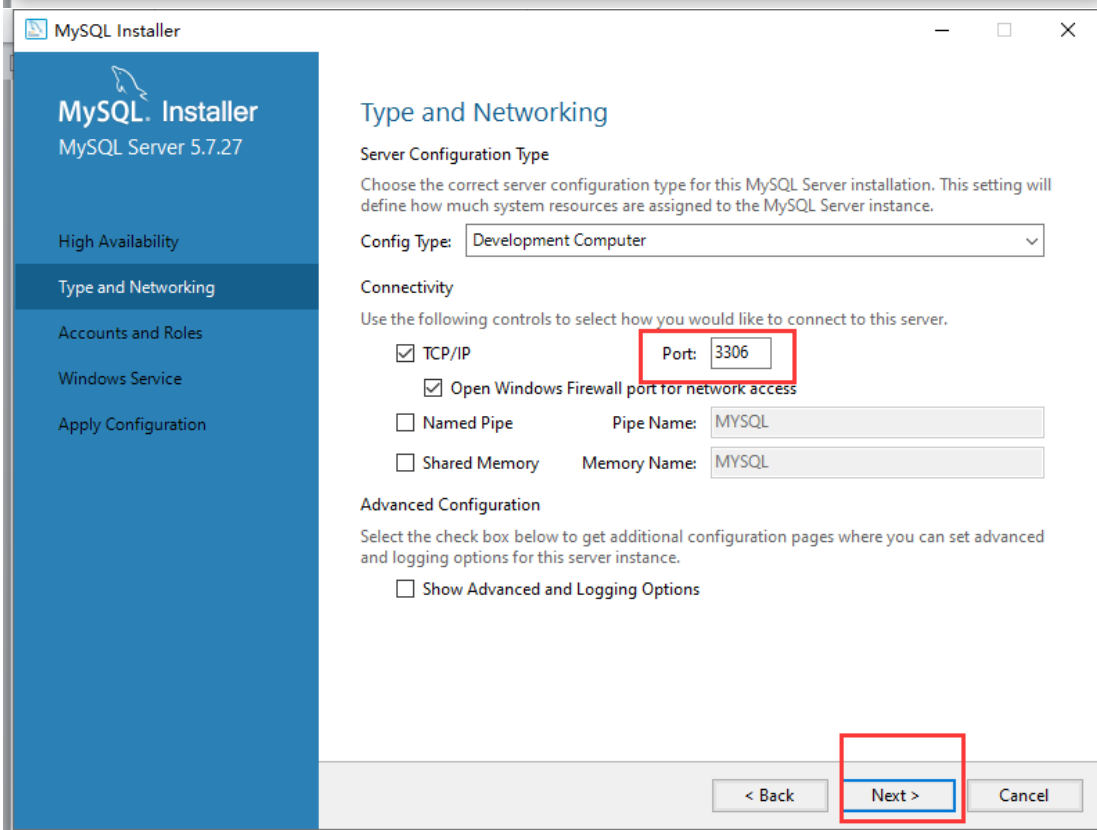 MySQL Installer
MySQL. Installer
MySQL Server 5.7.27
High Availability
Type and Networking
Accounts and Roles
Windows Service
Apply Configuration
Type and Networking
Server Configuration Type
Choose the correct server configuration type for this MySQL Server installation. This setting will
define how much system resources are assigned to the MySQL Server instance.
Config Type: Development Computer
Connectivity
Use the following controls to select how you would like to connect to this server.
TCP/IP Port: 3306
Open Windows Firewall port for network access
Named Pipe Pipe Name: MYSQL
Shared Memory Memory Name: MYSQL
Advanced Configuration
Select the check box below to get additional configuration pages where you can set advanced
and logging options for this server instance.
Show Advanced and Logging Options
< Back Next > Cancel